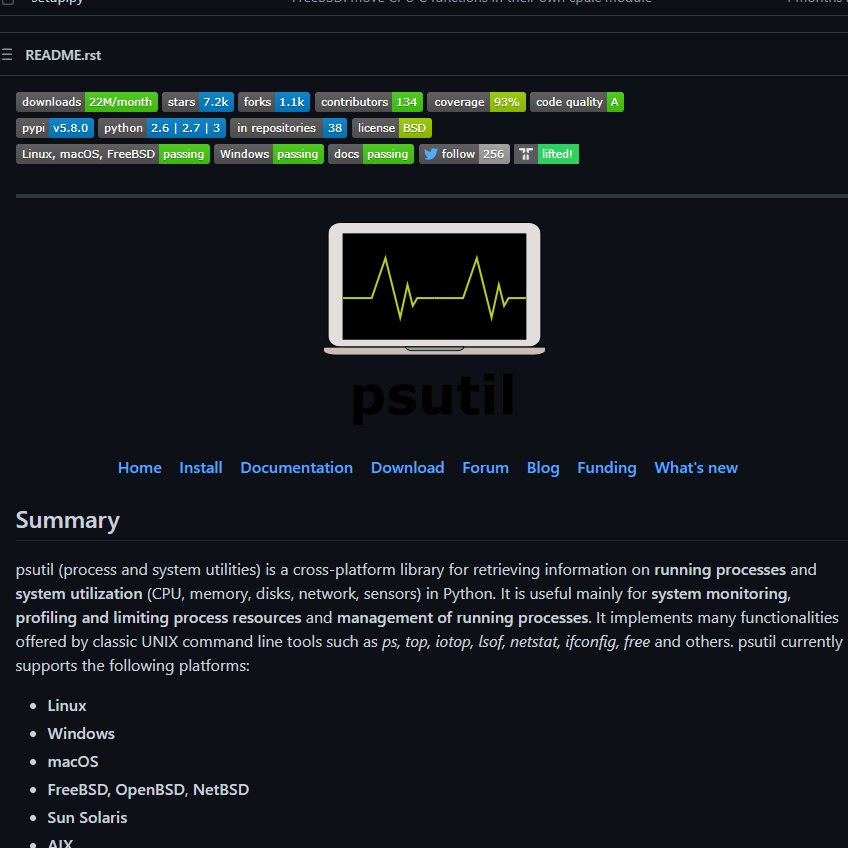 README.rst
downloads 22M/month stars 7.2k forks 1.1k contributors 134 coverage 93% code quality A
pypi v5.8.0 python 2.6 | 2.7 | 3 in repositories 38 license BSD
Linux, macOS, FreeBSD passing Windows passing docs passing follow 256 lifted!
psutil
Home Install Documentation Download Forum Blog Funding What's new
Summary
psutil (process and system utilities) is a cross-platform library for retrieving information on running processes and
system utilization (CPU, memory, disks, network, sensors) in Python. It is useful mainly for system monitoring,
profiling and limiting process resources and management of running processes. It implements many functionalities
offered by classic UNIX command line tools such as ps, top, iotop, lsof, netstat, ifconfig, free and others. psutil currently
supports the following platforms:
Linux
Windows
macOS
FreeBSD, OpenBSD, NetBSD
Sun Solaris
AIX